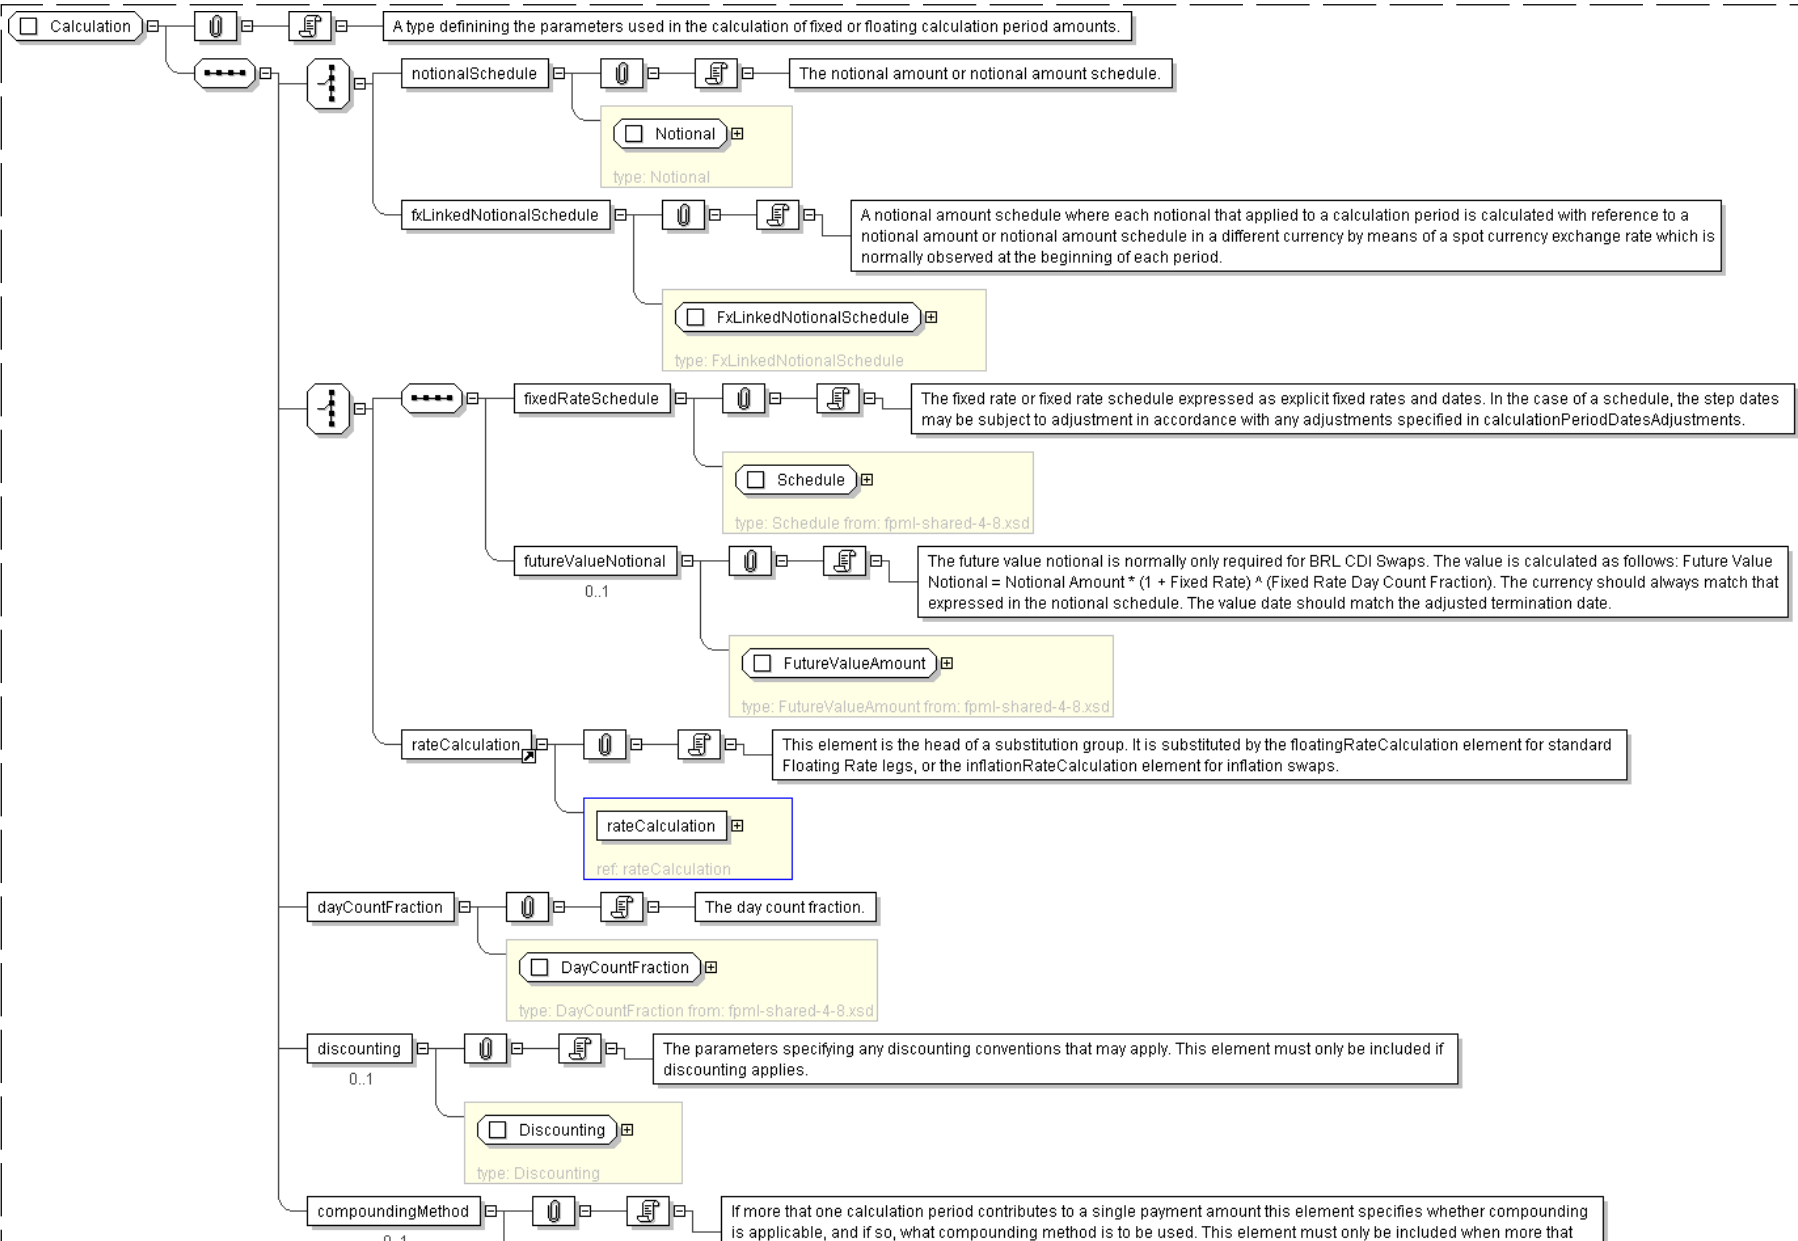 Calculation
A type definining the parameters used in the calculation of fixed or floating calculation period amounts.
notionalSchedule
The notional amount or notional amount schedule.
Notional
type: Notional
fxLinkedNotionalSchedule
A notional amount schedule where each notional that applied to a calculation period is calculated with reference to a
notional amount or notional amount schedule in a different currency by means of a spot currency exchange rate which is
normally observed at the beginning of each period.
FxLinkedNotionalSchedule
type: FxLinkedNotionalSchedule
fixedRateSchedule
The fixed rate or fixed rate schedule expressed as explicit fixed rates and dates. In the case of a schedule, the step dates
may be subject to adjustment in accordance with any adjustments specified in calculationPeriodDatesAdjustments.
Schedule
type: Schedule from: fpml-shared-4-8.xsd
futureValueNotional
0..1
The future value notional is normally only required for BRL CDI Swaps. The value is calculated as follows: Future Value
Notional = Notional Amount * (1 + Fixed Rate) ^ (Fixed Rate Day Count Fraction). The currency should always match that
expressed in the notional schedule. The value date should match the adjusted termination date.
FutureValueAmount
type: FutureValueAmount from: fpml-shared-4-8.xsd
rateCalculation
This element is the head of a substitution group. It is substituted by the floatingRateCalculation element for standard
Floating Rate legs, or the inflationRateCalculation element for inflation swaps.
rateCalculation
ref: rateCalculation
dayCountFraction
The day count fraction.
DayCountFraction
type: DayCountFraction from: fpml-shared-4-8.xsd
discounting
0..1
The parameters specifying any discounting conventions that may apply. This element must only be included if
discounting applies.
Discounting
type: Discounting
compoundingMethod
0..1
If more that one calculation period contributes to a single payment amount this element specifies whether compounding
is applicable, and if so, what compounding method is to be used. This element must only be included when more that